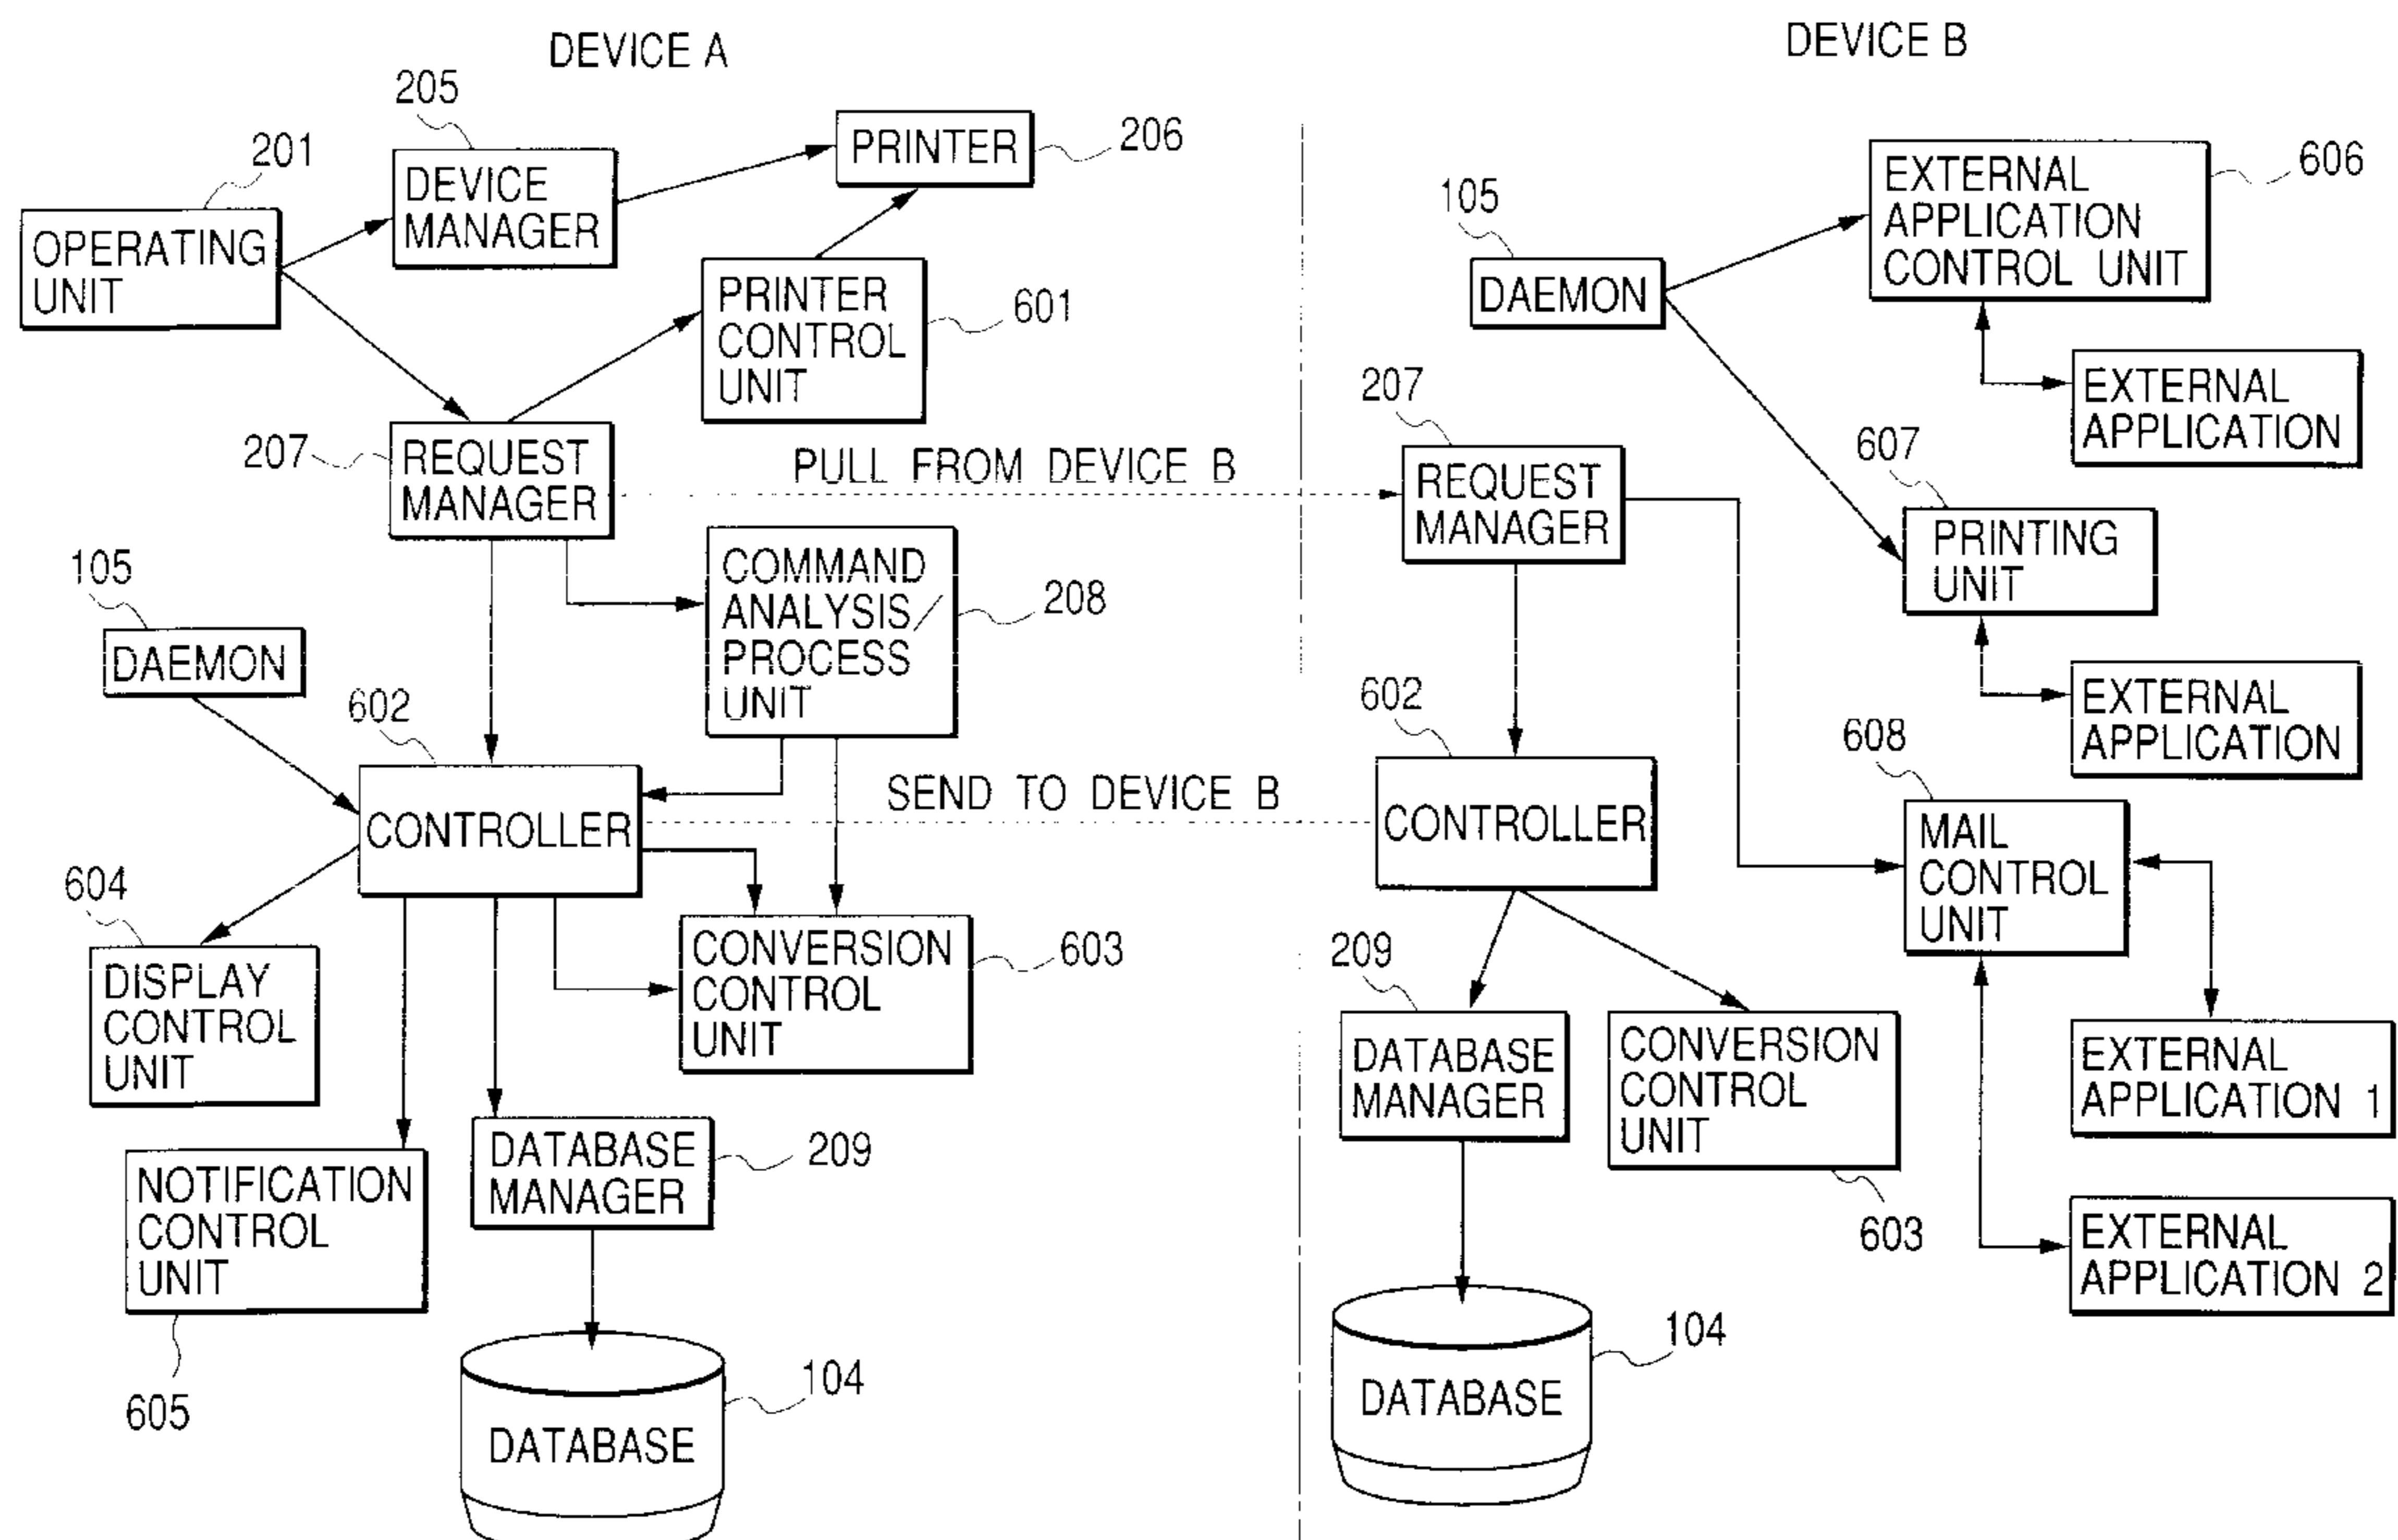 DEVICE A
205
201
OPERATING
UNIT
DEVICE
MANAGER
PRINTER
206
PRINTER
CONTROL
UNIT
601
207
REQUEST
MANAGER
PULL FROM DEVICE B
105
DAEMON
COMMAND
ANALYSIS/
PROCESS
UNIT
208
602
CONTROLLER
SEND TO DEVICE B
604
DISPLAY
CONTROL
UNIT
CONVERSION
CONTROL
UNIT
603
NOTIFICATION
CONTROL
UNIT
605
DATABASE
MANAGER
209
DATABASE
104
DEVICE B
105
DAEMON
EXTERNAL
APPLICATION
CONTROL UNIT
606
EXTERNAL
APPLICATION
207
REQUEST
MANAGER
607
PRINTING
UNIT
EXTERNAL
APPLICATION
602
CONTROLLER
608
MAIL
CONTROL
UNIT
209
DATABASE
MANAGER
CONVERSION
CONTROL
UNIT
603
EXTERNAL
APPLICATION 1
EXTERNAL
APPLICATION 2
DATABASE
104